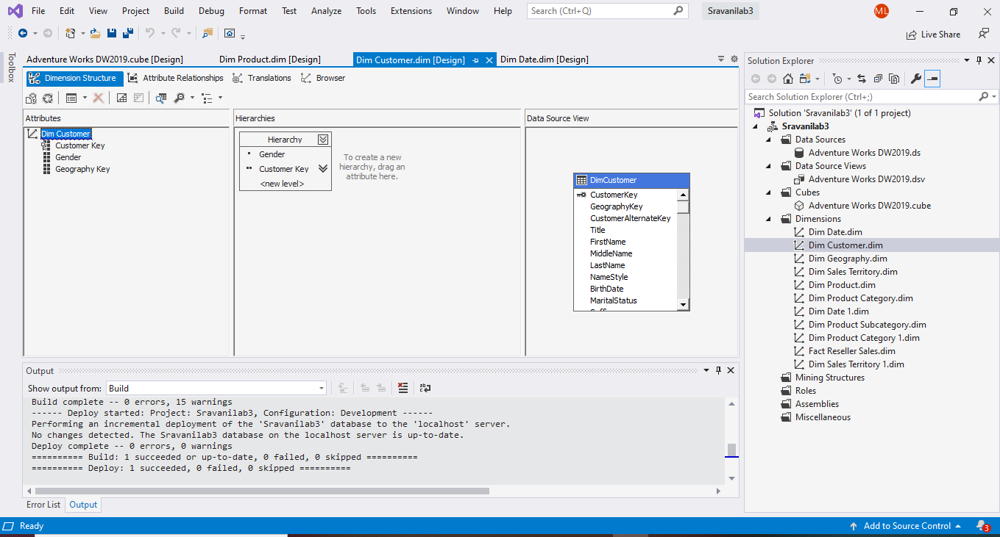 File Edit View Project Build Debug Format Test Analyze Tools Extensions Window Help Search (Ctrl+Q) Sravanilab3 ML
Live Share
Toolbox
Adventure Works DW2019.cube [Design] Dim Product.dim [Design] Dim Customer.dim [Design] Dim Date.dim [Design]
Dimension Structure Attribute Relationships Translations Browser
Attributes
Dim Customer
Customer Key
Gender
Geography Key
Hierarchies
Hierarchy
Gender
Customer Key
<new level>
To create a new
hierarchy, drag an
attribute here.
Data Source View
DimCustomer
CustomerKey
GeographyKey
CustomerAlternateKey
Title
FirstName
MiddleName
LastName
NameStyle
BirthDate
MaritalStatus
Output
Show output from: Build
Build complete -- 0 errors, 15 warnings
------ Deploy started: Project: Sravanilab3, Configuration: Development ------
Performing an incremental deployment of the 'Sravanilab3' database to the 'localhost' server.
No changes detected. The Sravanilab3 database on the localhost server is up-to-date.
Deploy complete -- 0 errors, 0 warnings
========== Build: 1 succeeded or up-to-date, 0 failed, 0 skipped ==========
========== Deploy: 1 succeeded, 0 failed, 0 skipped ==========
Error List Output
Solution Explorer
Search Solution Explorer (Ctrl+;)
Solution 'Sravanilab3' (1 of 1 project)
Sravanilab3
Data Sources
Adventure Works DW2019.ds
Data Source Views
Adventure Works DW2019.dsv
Cubes
Adventure Works DW2019.cube
Dimensions
Dim Date.dim
Dim Customer.dim
Dim Geography.dim
Dim Sales Territory.dim
Dim Product.dim
Dim Product Category.dim
Dim Date 1.dim
Dim Product Subcategory.dim
Dim Product Category 1.dim
Fact Reseller Sales.dim
Dim Sales Territory 1.dim
Mining Structures
Roles
Assemblies
Miscellaneous
Ready Add to Source Control 3